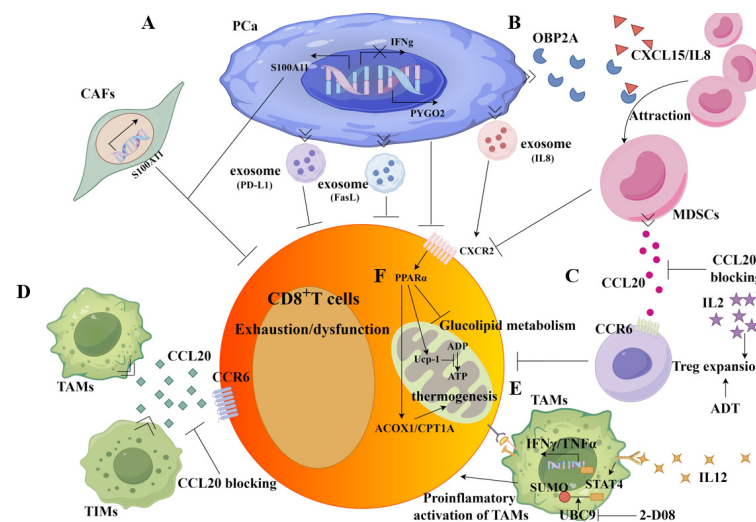 A
PCa
B
OBP2A
IFNg
S100A11
CXCL15/IL8
CAFs
PYGO2
Attraction
S100A11
exosome
(PD-L1)
exosome
(FasL)
exosome
(IL8)
MDSCs
CXCR2
F
PPARα
C
CCL20
CCL20
blocking
D
CD8+T cells
Exhaustion/dysfunction
Glucolipid metabolism
IL2
CCR6
ADP
Ucp-1
ATP
thermogenesis
CCL20
CCR6
TAMs
Treg expansion
E
TAMs
ADT
ACOX1/CPT1A
IFNγ/TNFα
IL12
CCL20 blocking
STAT4
SUMO
Proinflamatory
activation of TAMs
UBC9
2-D08
TIMs